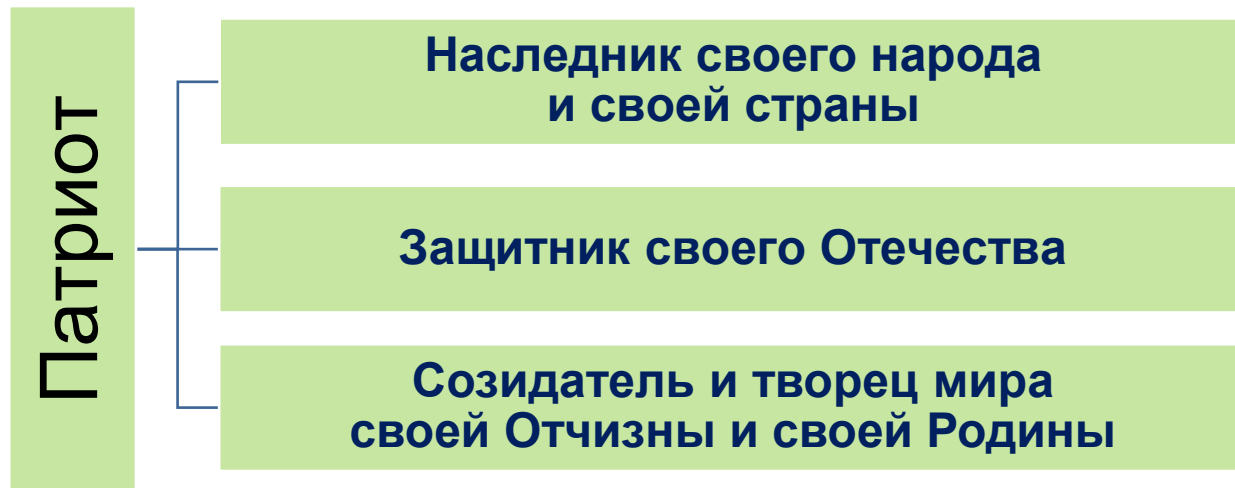 Патриот
Наследник своего народа
и своей страны
Защитник своего Отечества
Созидатель и творец мира
своей Отчизны и своей Родины